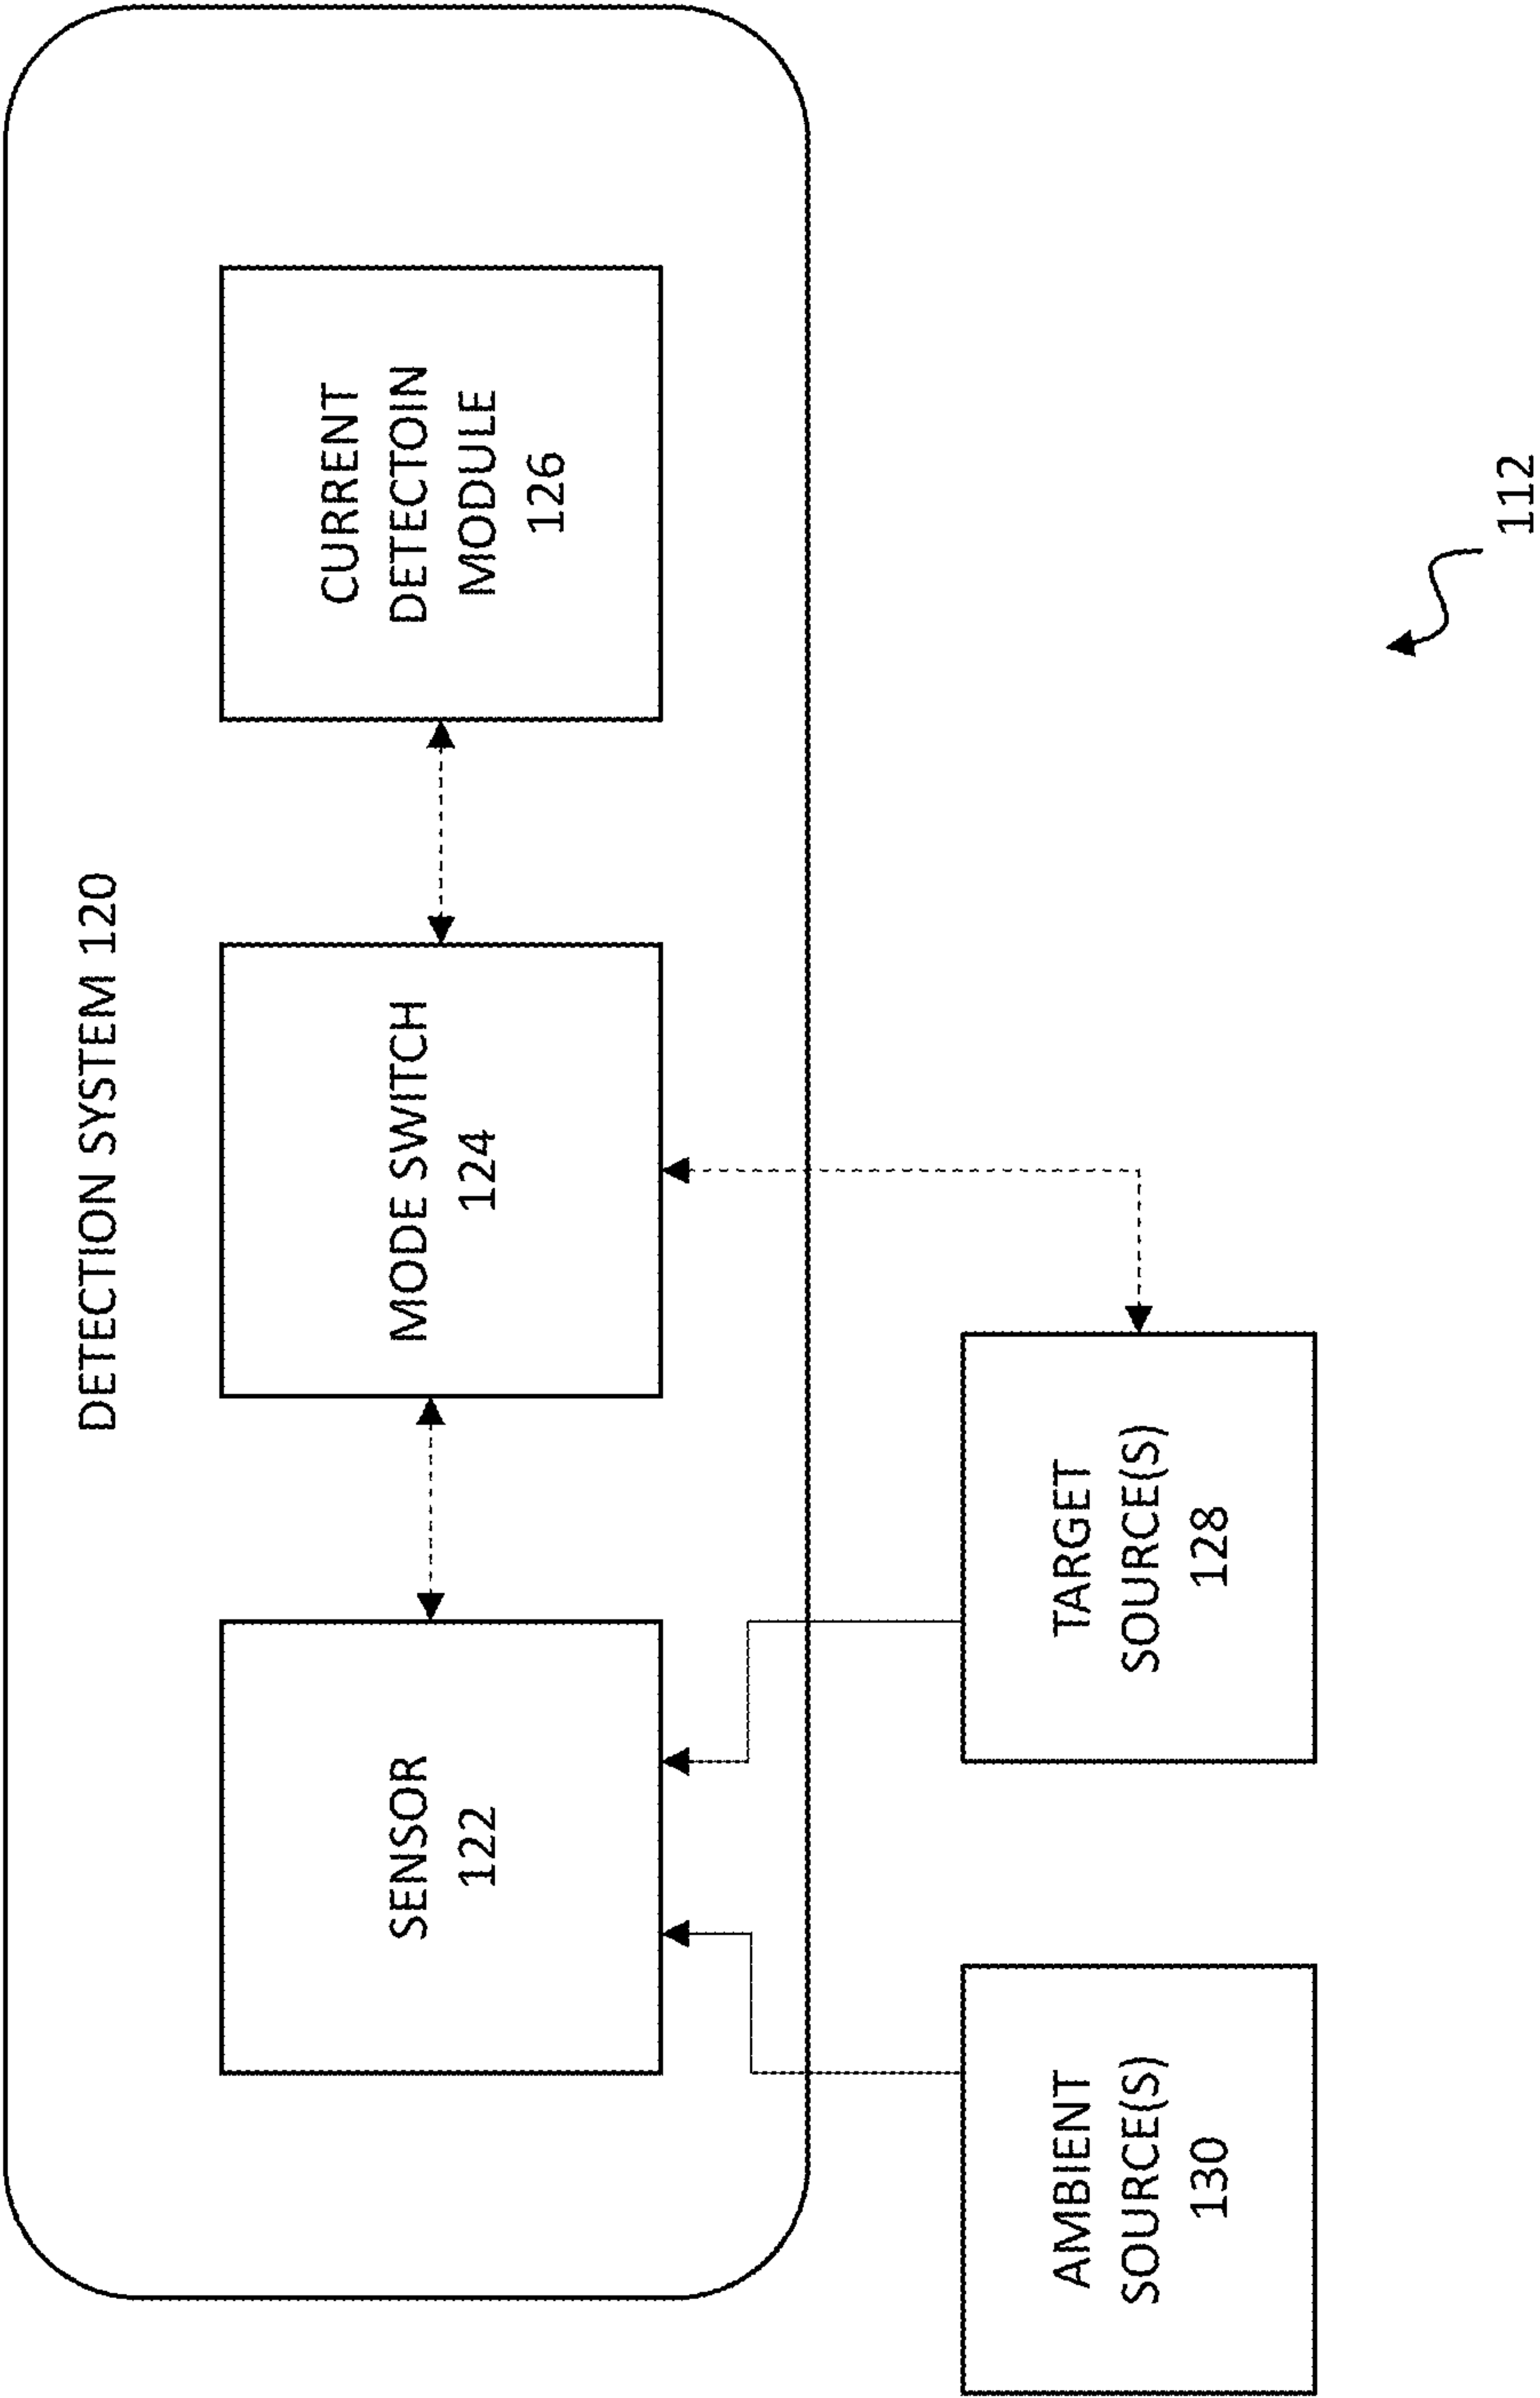 DETECTION SYSTEM 120
SENSOR
122
MODE SWITCH
124
CURRENT
DETECTOIN
MODULE
126
AMBIENT
SOURCE(S)
130
TARGET
SOURCE(S)
128
112